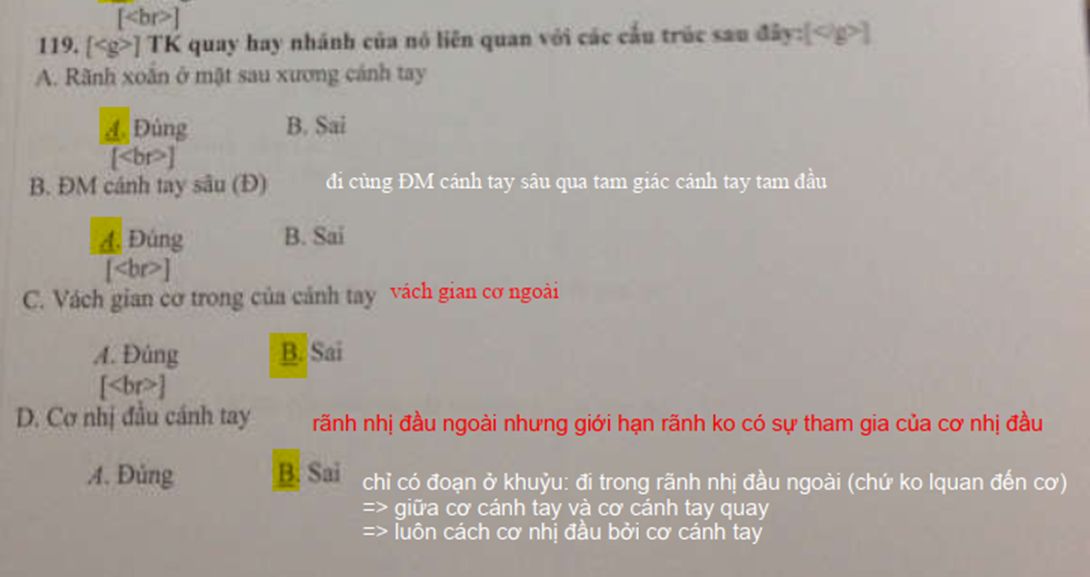 [<br>]
119. [<g>] TK quay hay nhánh của nó liên quan với các cấu trúc sau đây:[</g>]
A. Rãnh xoắn ở mặt sau xương cánh tay
A. Đúng B. Sai
[<br>]
B. ĐM cánh tay sâu (Đ) đi cùng ĐM cánh tay sâu qua tam giác cánh tay tam đầu
A. Đúng B. Sai
[<br>]
C. Vách gian cơ trong của cánh tay vách gian cơ ngoài
A. Đúng B. Sai
[<br>]
D. Cơ nhị đầu cánh tay rãnh nhị đầu ngoài nhưng giới hạn rãnh ko có sự tham gia của cơ nhị đầu
A. Đúng B. Sai chỉ có đoạn ở khuỷu: đi trong rãnh nhị đầu ngoài (chứ ko lquan đến cơ)
=> giữa cơ cánh tay và cơ cánh tay quay
=> luôn cách cơ nhị đầu bởi cơ cánh tay